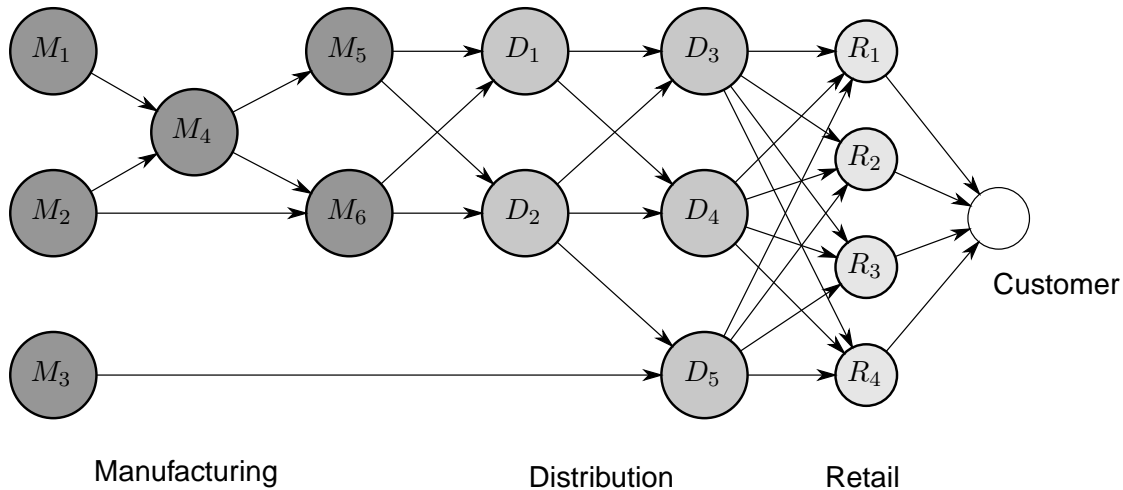 M₁ M₅ D₁ D₃ R₁
M₄ R₂
M₂ M₆ D₂ D₄
R₃
Customer
M₃ D₅ R₄
Manufacturing Distribution Retail